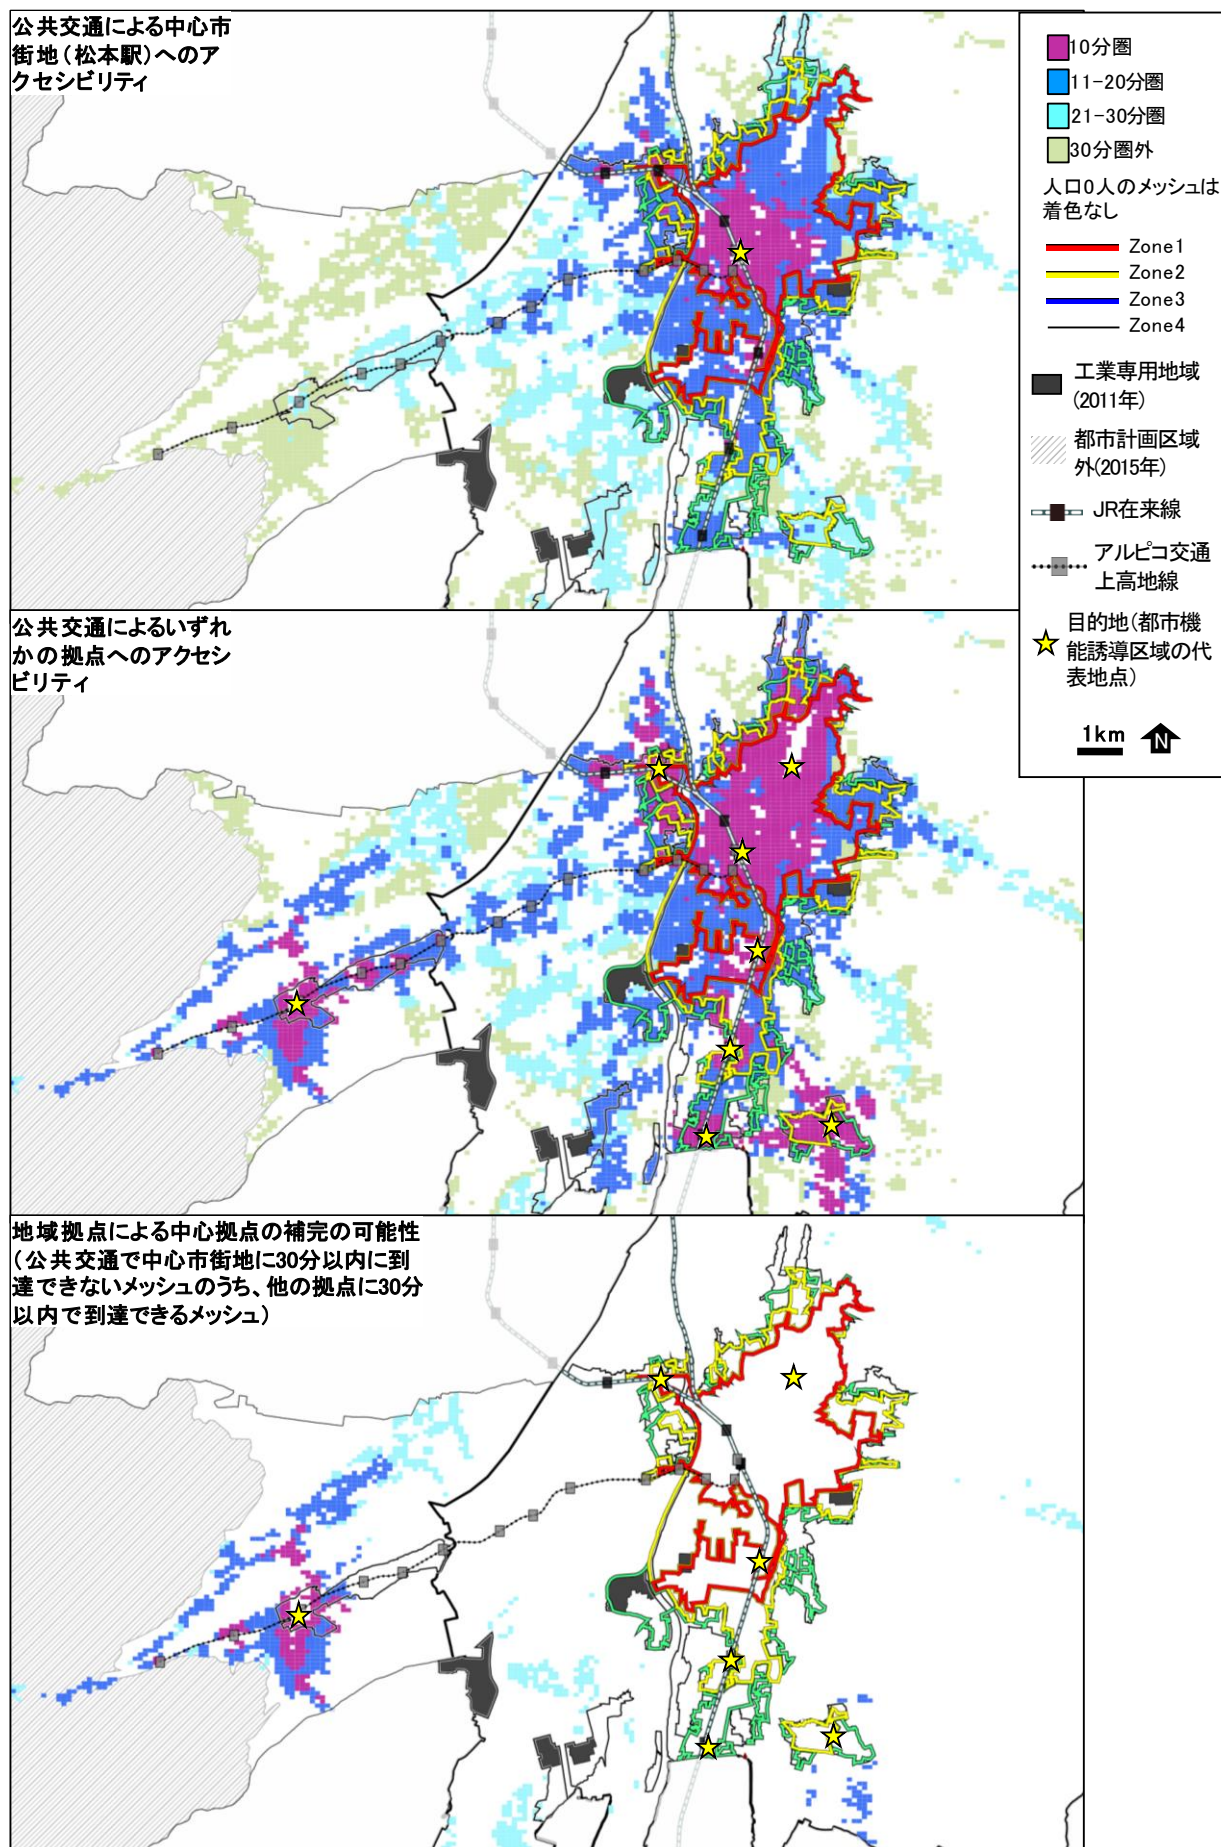 公共交通による中心市
街地(松本駅)へのア
クセシビリティ
10分圏
11-20分圏
21-30分圏
30分圏外
人口0人のメッシュは
着色なし
Zone1
Zone2
Zone3
Zone4
工業専用地域
(2011年)
都市計画区域
外(2015年)
JR在来線
アルピコ交通
上高地線
目的地(都市機
能誘導区域の代
表地点)
1km
N
公共交通によるいずれ
かの拠点へのアクセシ
ビリティ
地域拠点による中心拠点の補完の可能性
(公共交通で中心市街地に30分以内に到
達できないメッシュのうち、他の拠点に30分
以内で到達できるメッシュ)